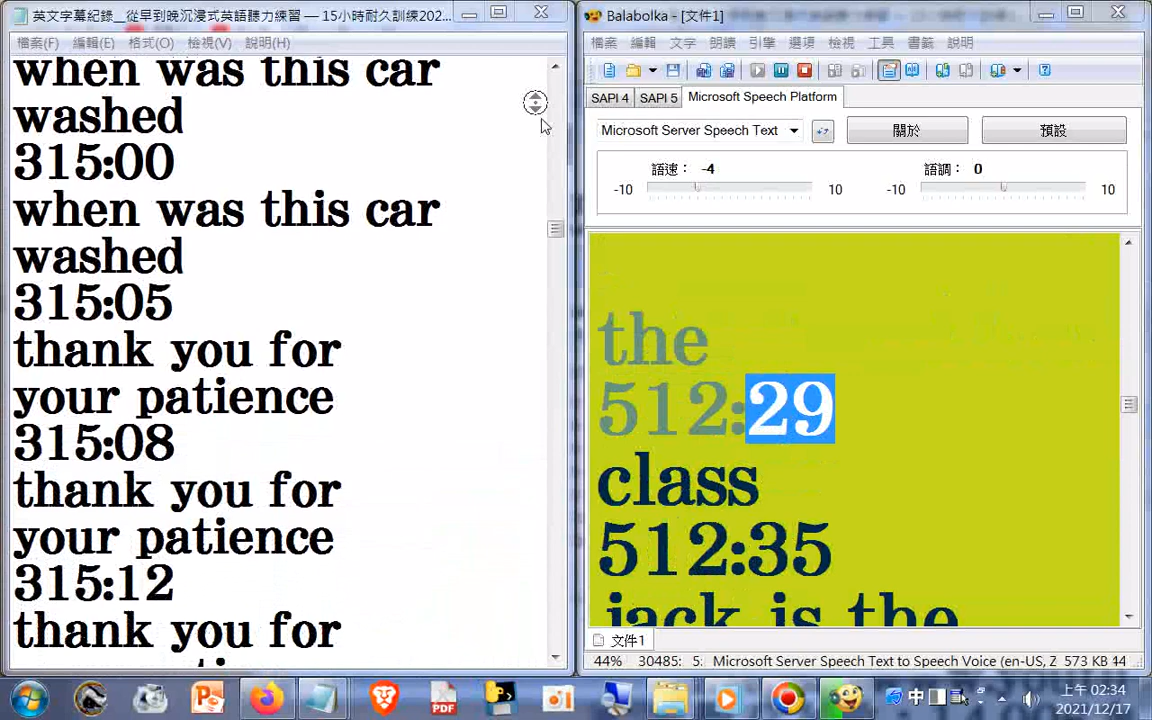 英文字幕紀錄__從早到晚沉浸式英語聽力練習 — 15小時耐久訓練202...
檔案(F) 編輯(E) 格式(O) 檢視(V) 說明(H)
when was this car
washed
315:00
when was this car
washed
315:05
thank you for
your patience
315:08
thank you for
your patience
315:12
thank you for
Balabolka - [文件1]
檔案 編輯 文字 朗讀 引擎 選項 檢視 工具 書籤 說明
SAPI 4 SAPI 5 Microsoft Speech Platform
Microsoft Server Speech Text 關於 預設
語速： -4 語調： 0
-10 10 -10 10
the
512:29
class
512:35
jack is the
文件1
44% 30485: 5: Microsoft Server Speech Text to Speech Voice (en-US, Z 573 KB 44
PDF
中
上午 02:34
2021/12/17